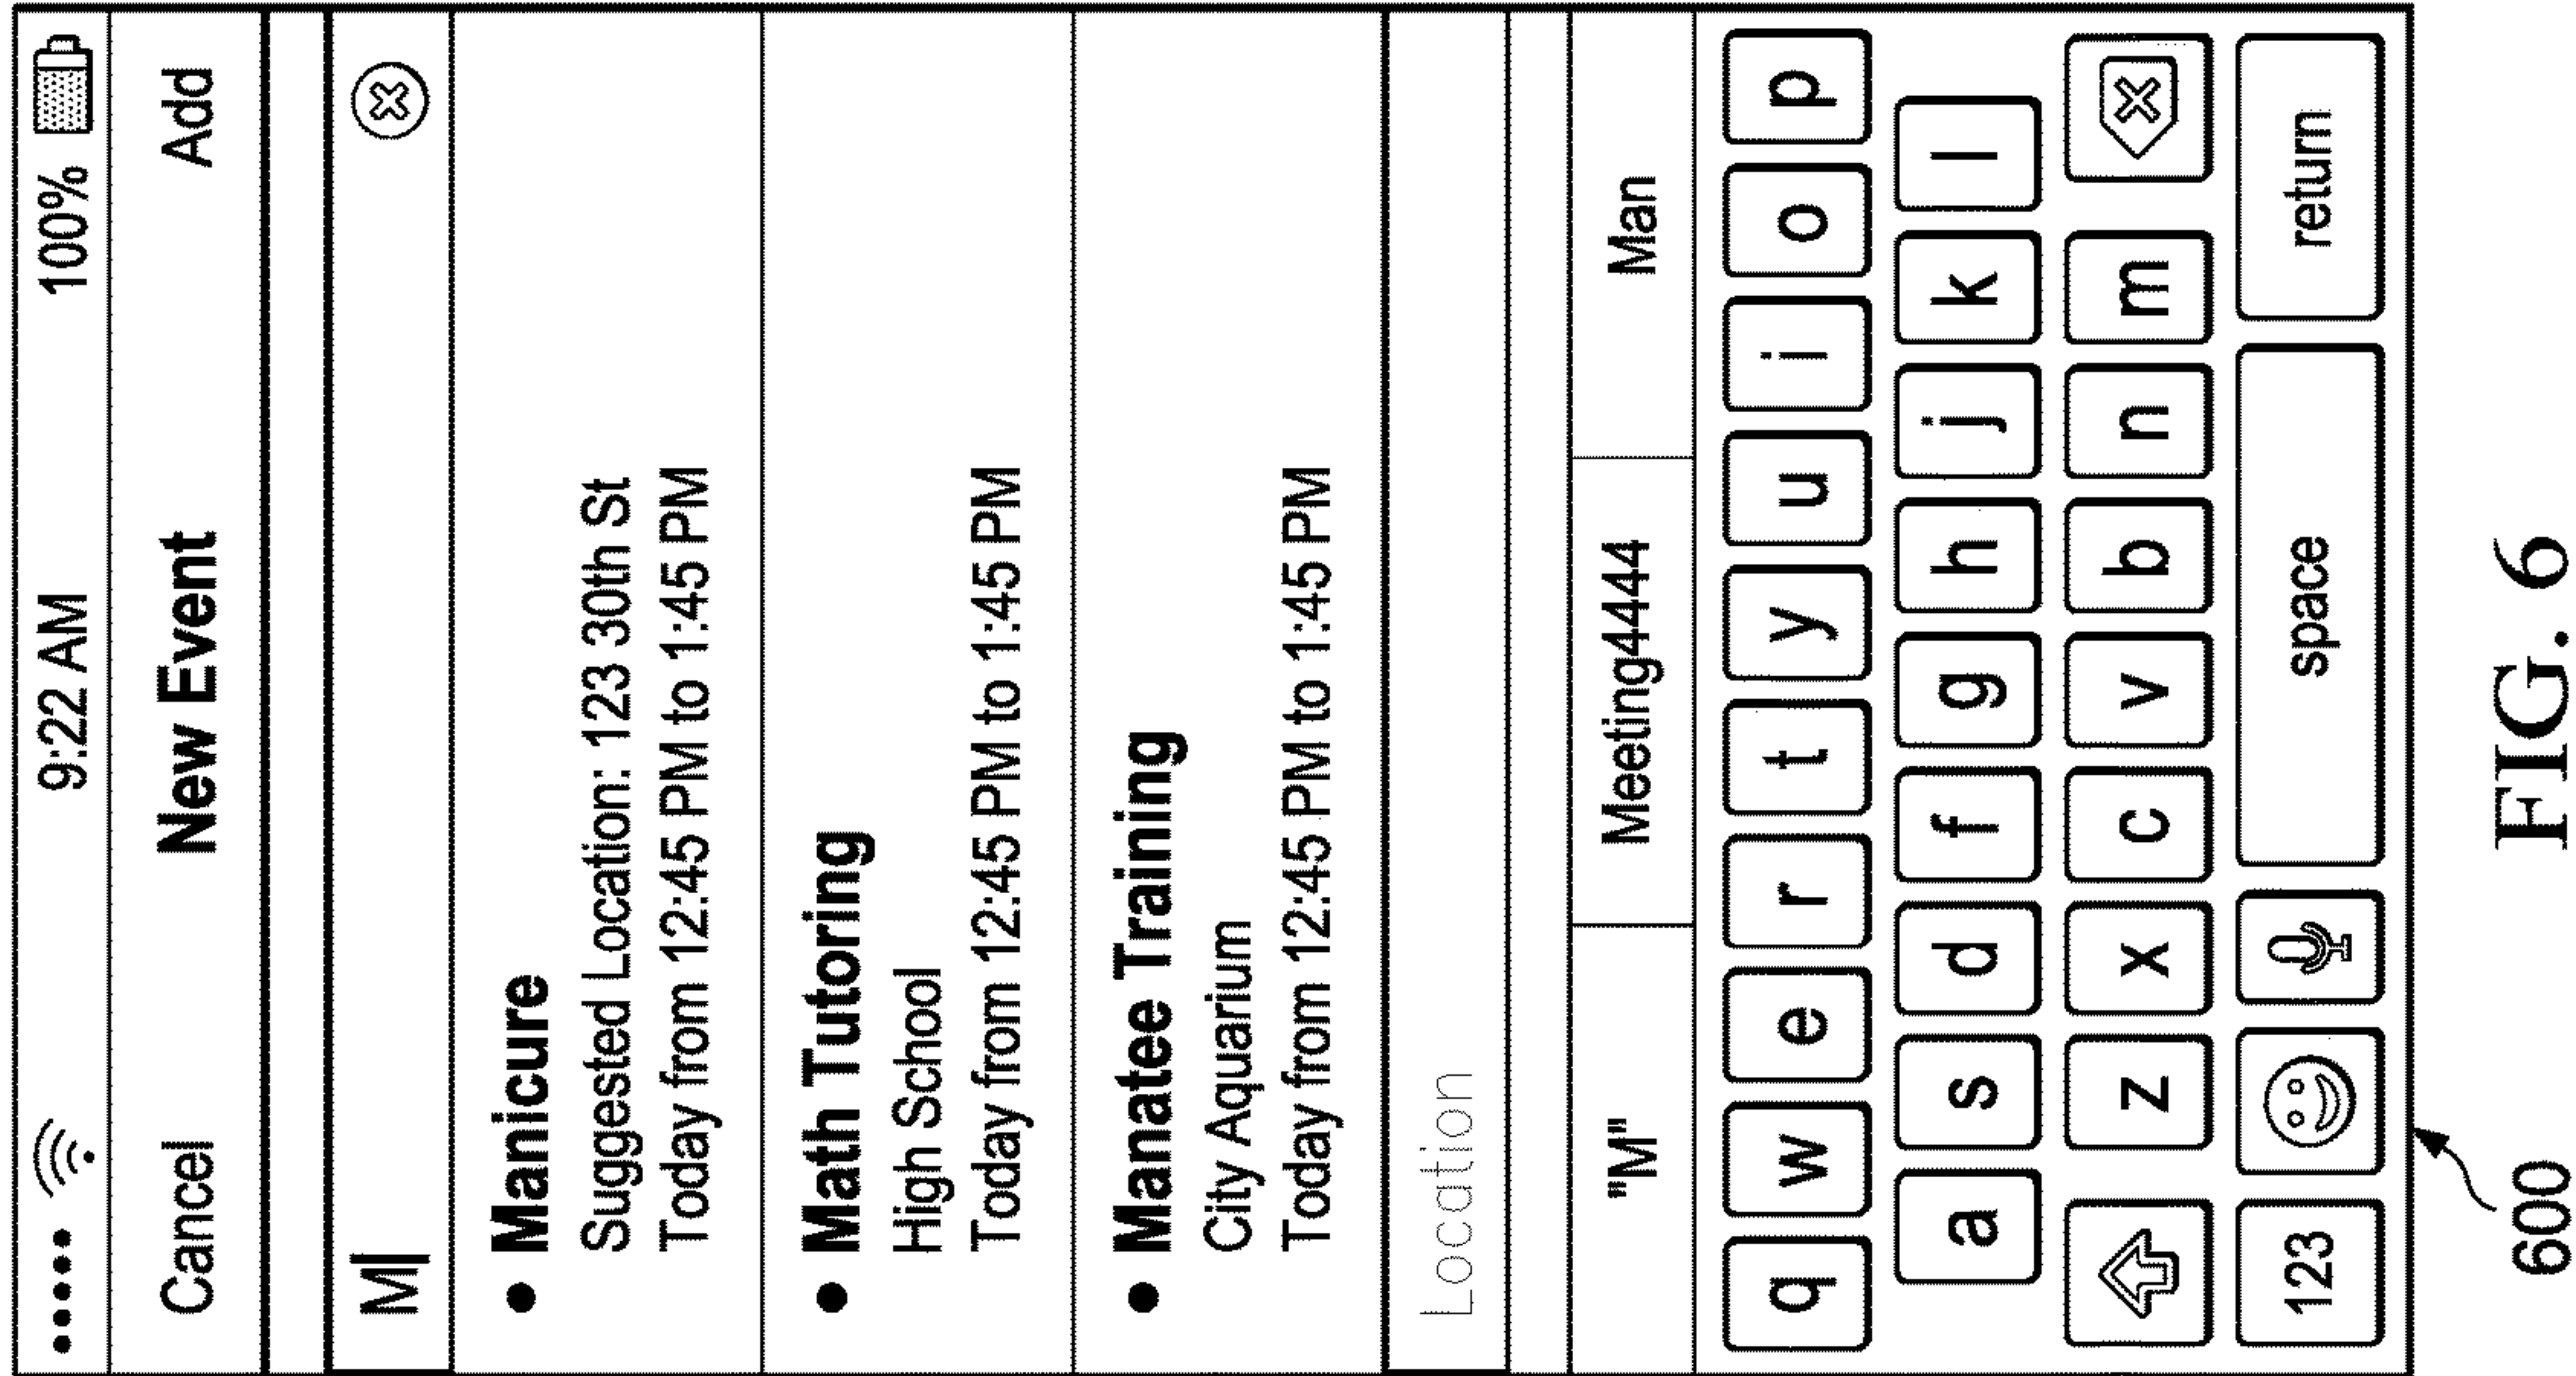 9:22 AM 100%
Cancel New Event Add
M
• Manicure
Suggested Location: 123 30th St
Today from 12:45 PM to 1:45 PM
• Math Tutoring
High School
Today from 12:45 PM to 1:45 PM
• Manatee Training
City Aquarium
Today from 12:45 PM to 1:45 PM
Location
"M" Meeting444 Man
q w e r t y u i o p
a s d f g h j k l
z x c v b n m
123 space return
600
FIG. 6